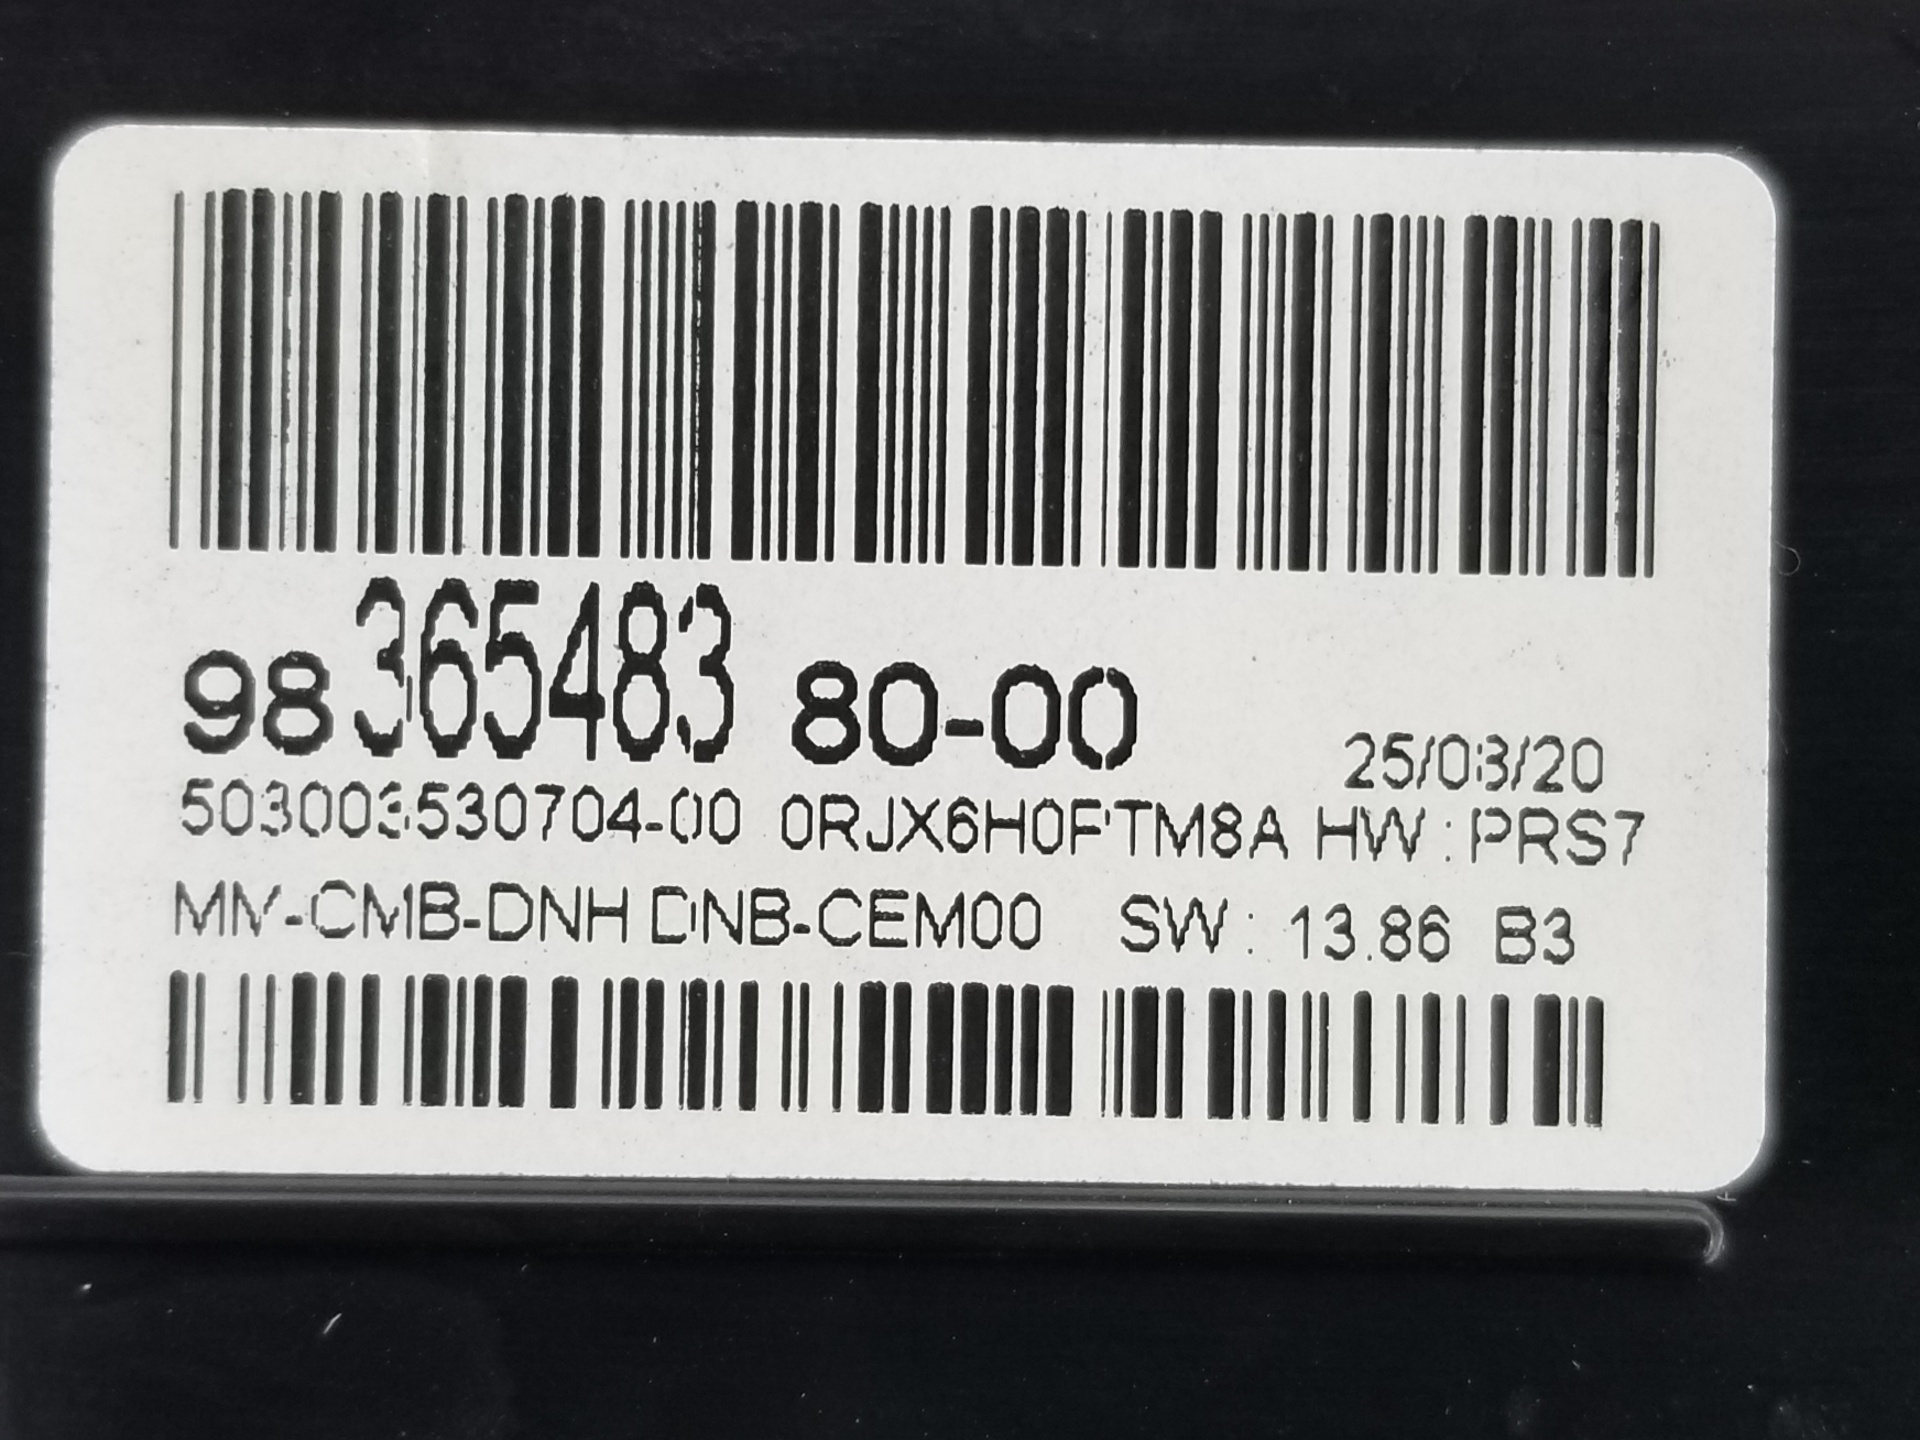 98 365483 80-00
25/03/20
503003530704-00 0RJX6H0FTM8A HW : PRS7
MM-CMB-DNH DNB-CEM00 SW : 13.86 B3